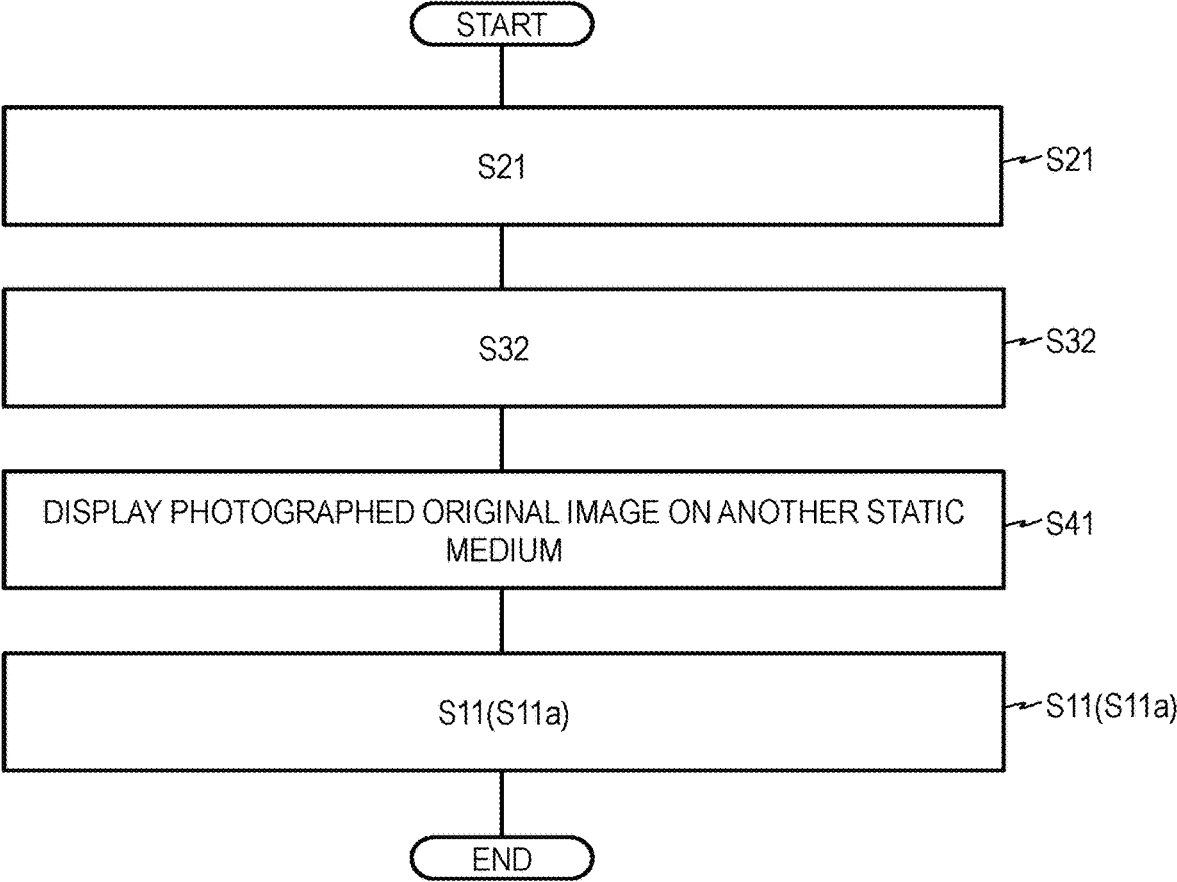 START
S21
S21
S32
S32
DISPLAY PHOTOGRAPHED ORIGINAL IMAGE ON ANOTHER STATIC
MEDIUM
S41
S11(S11a)
S11(S11a)
END